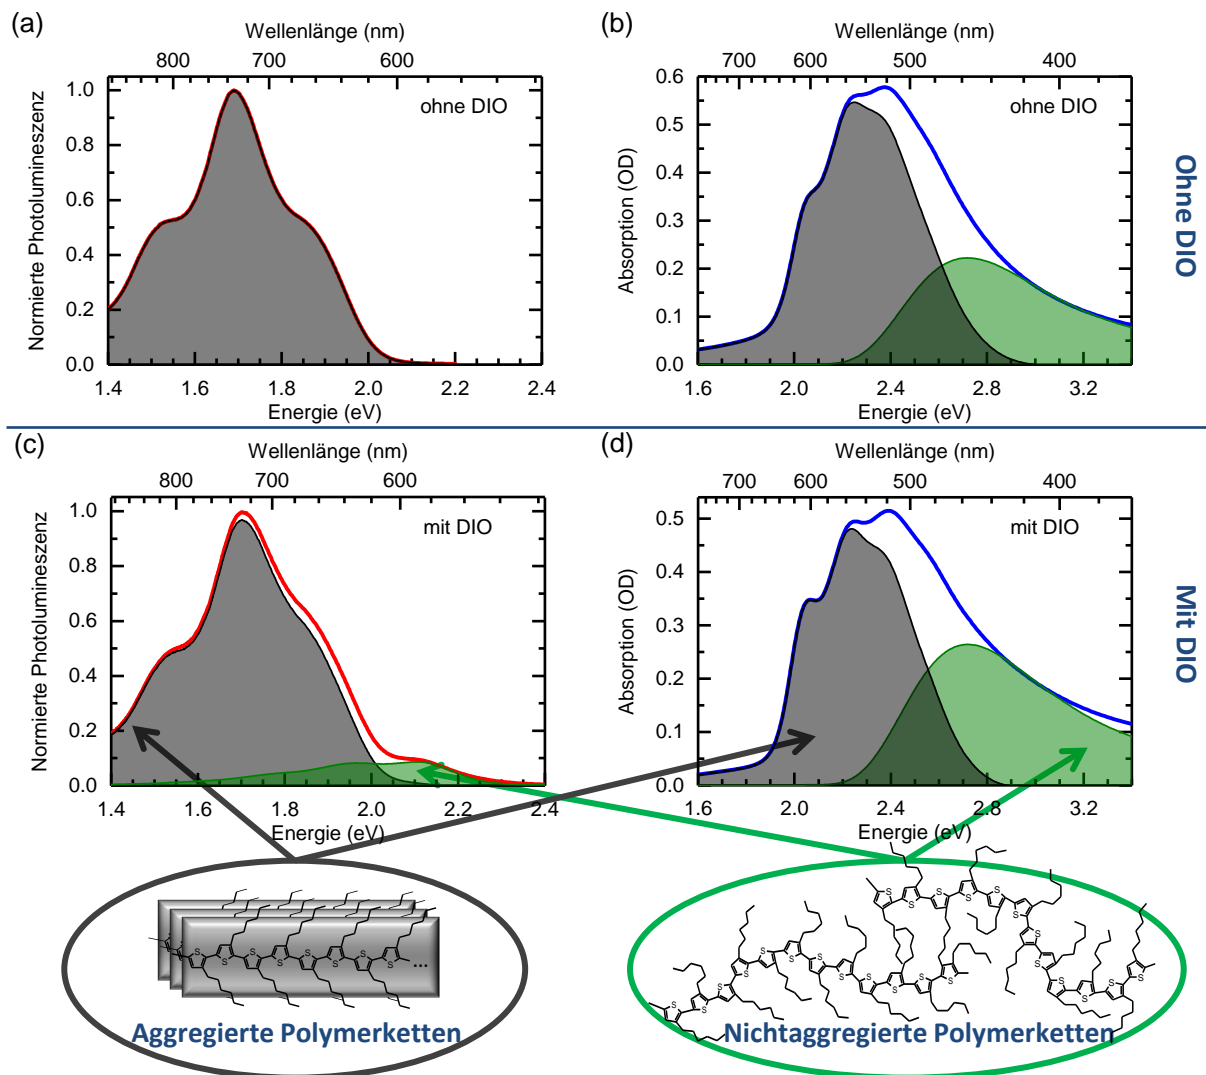 (a)
Wellenlänge (nm)
800 700 600
ohne DIO
Normierte Photolumineszenz
1.0
0.8
0.6
0.4
0.2
0.0
1.4 1.6 1.8 2.0 2.2 2.4
Energie (eV)
(b)
Wellenlänge (nm)
700 600 500 400
ohne DIO
Absorption (OD)
0.6
0.5
0.4
0.3
0.2
0.1
0.0
1.6 2.0 2.4 2.8 3.2
Energie (eV)
Ohne DIO
(c)
Wellenlänge (nm)
800 700 600
mit DIO
Normierte Photolumineszenz
1.0
0.8
0.6
0.4
0.2
0.0
1.4 1.6 1.8 2.0 2.2 2.4
Energie (eV)
(d)
Wellenlänge (nm)
700 600 500 400
mit DIO
Absorption (OD)
0.5
0.4
0.3
0.2
0.1
0.0
1.6 2.0 2.4 2.8 3.2
Energie (eV)
Mit DIO
S S S S S S S ...
Aggregierte Polymerketten
Nichtaggregierte Polymerketten